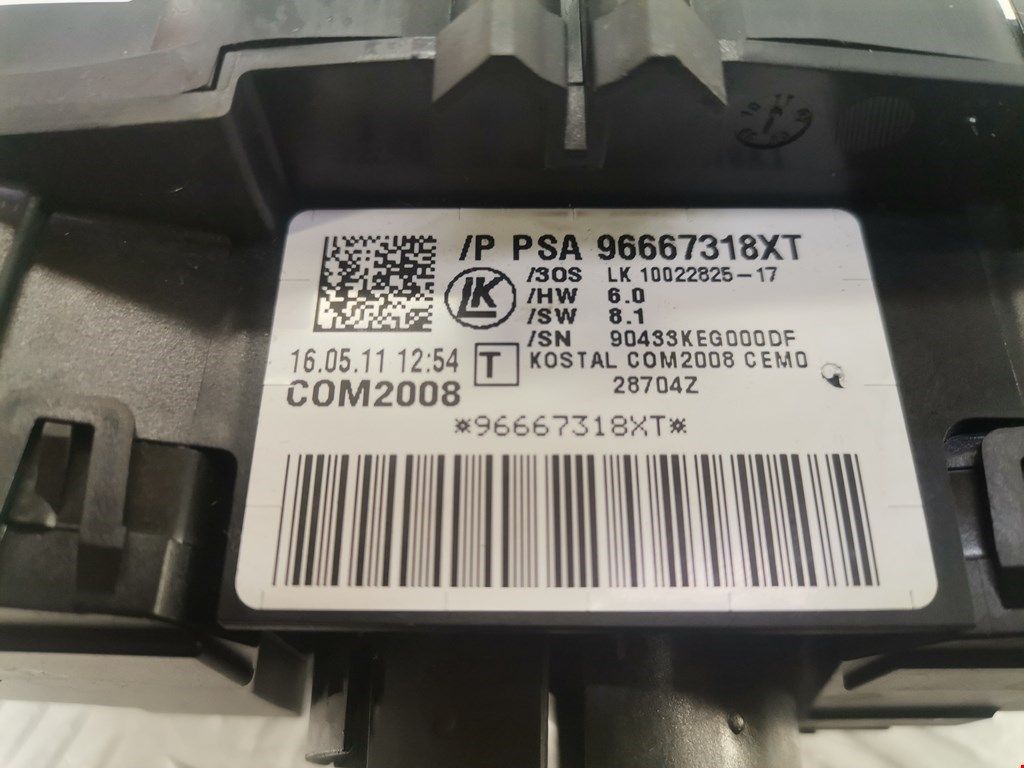 /P PSA 96667318XT
/3OS LK 10022825-17
LK
/HW 6.0
/SW 8.1
/SN 90433KEG000DF
16.05.11 12:54 T KOSTAL COM2008 CEM0
COM2008 28704Z
*96667318XT*